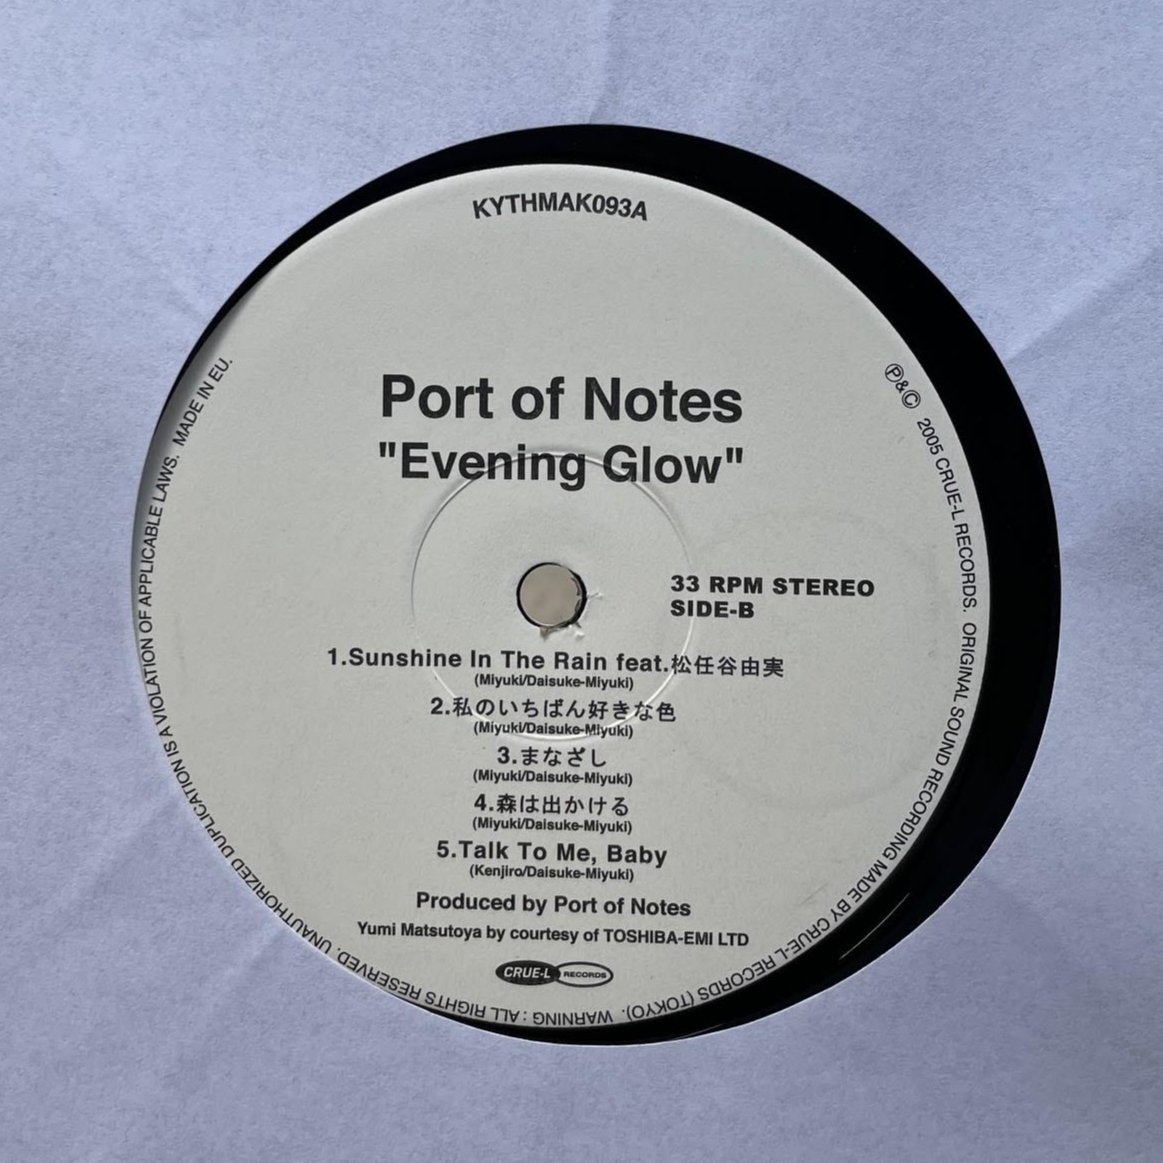 KYTHMAK093A
Port of Notes
"Evening Glow"
33 RPM STEREO
SIDE-B
1.Sunshine In The Rain feat.松任谷由実
(Miyuki/Daisuke-Miyuki)
2.私のいちばん好きな色
(Miyuki/Daisuke-Miyuki)
3.まなざし
(Miyuki/Daisuke-Miyuki)
4.森は出かける
(Miyuki/Daisuke-Miyuki)
5.Talk To Me, Baby
(Kenjiro/Daisuke-Miyuki)
Produced by Port of Notes
Yumi Matsutoya by courtesy of TOSHIBA-EMI LTD
CRUE-L RECORDS
℗&© 2005 CRUE-L RECORDS. ORIGINAL SOUND RECORDING MADE BY CRUE-L RECORDS (TOKYO). WARNING : ALL RIGHTS RESERVED. UNAUTHORIZED DUPLICATION IS A VIOLATION OF APPLICABLE LAWS. MADE IN EU.